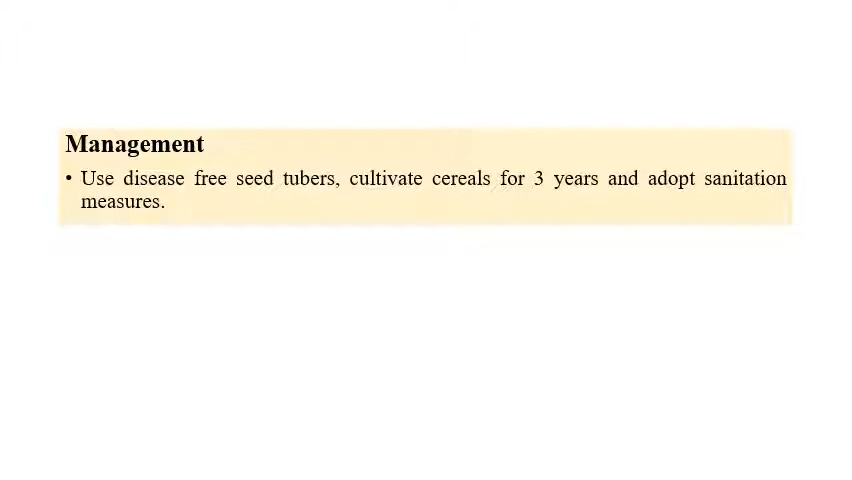 Management
• Use disease free seed tubers, cultivate cereals for 3 years and adopt sanitation
measures.